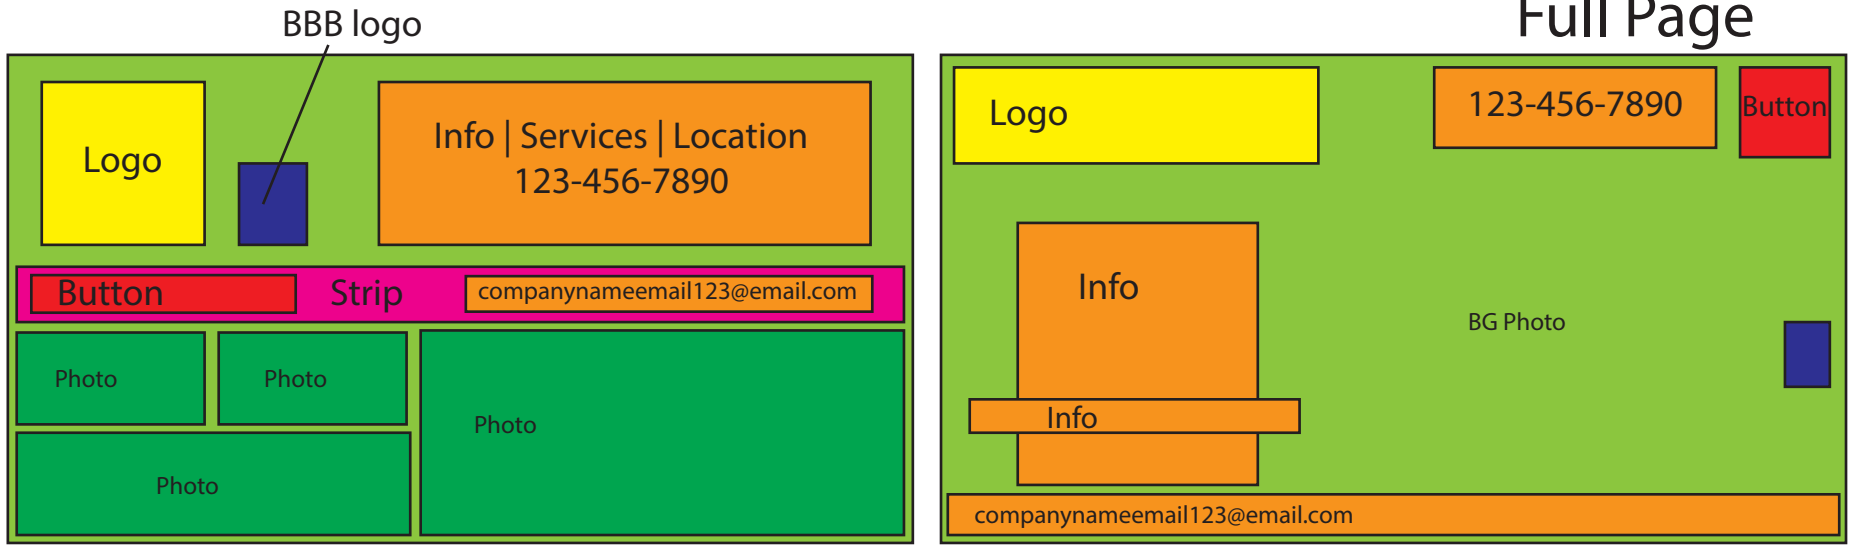 BBB logo
Logo
Info | Services | Location
123-456-7890
Button
Strip
companynameemail123@email.com
Photo
Photo
Photo
Photo
Full Page
Logo
123-456-7890
Button
Info
BG Photo
Info
companynameemail123@email.com